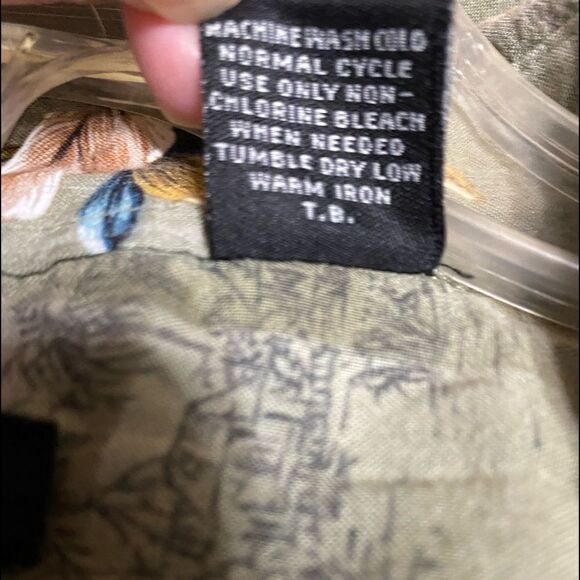 MACHINE WASH COLD
NORMAL CYCLE
USE ONLY NON-
CHLORINE BLEACH
WHEN NEEDED
TUMBLE DRY LOW
WARM IRON
T.B.